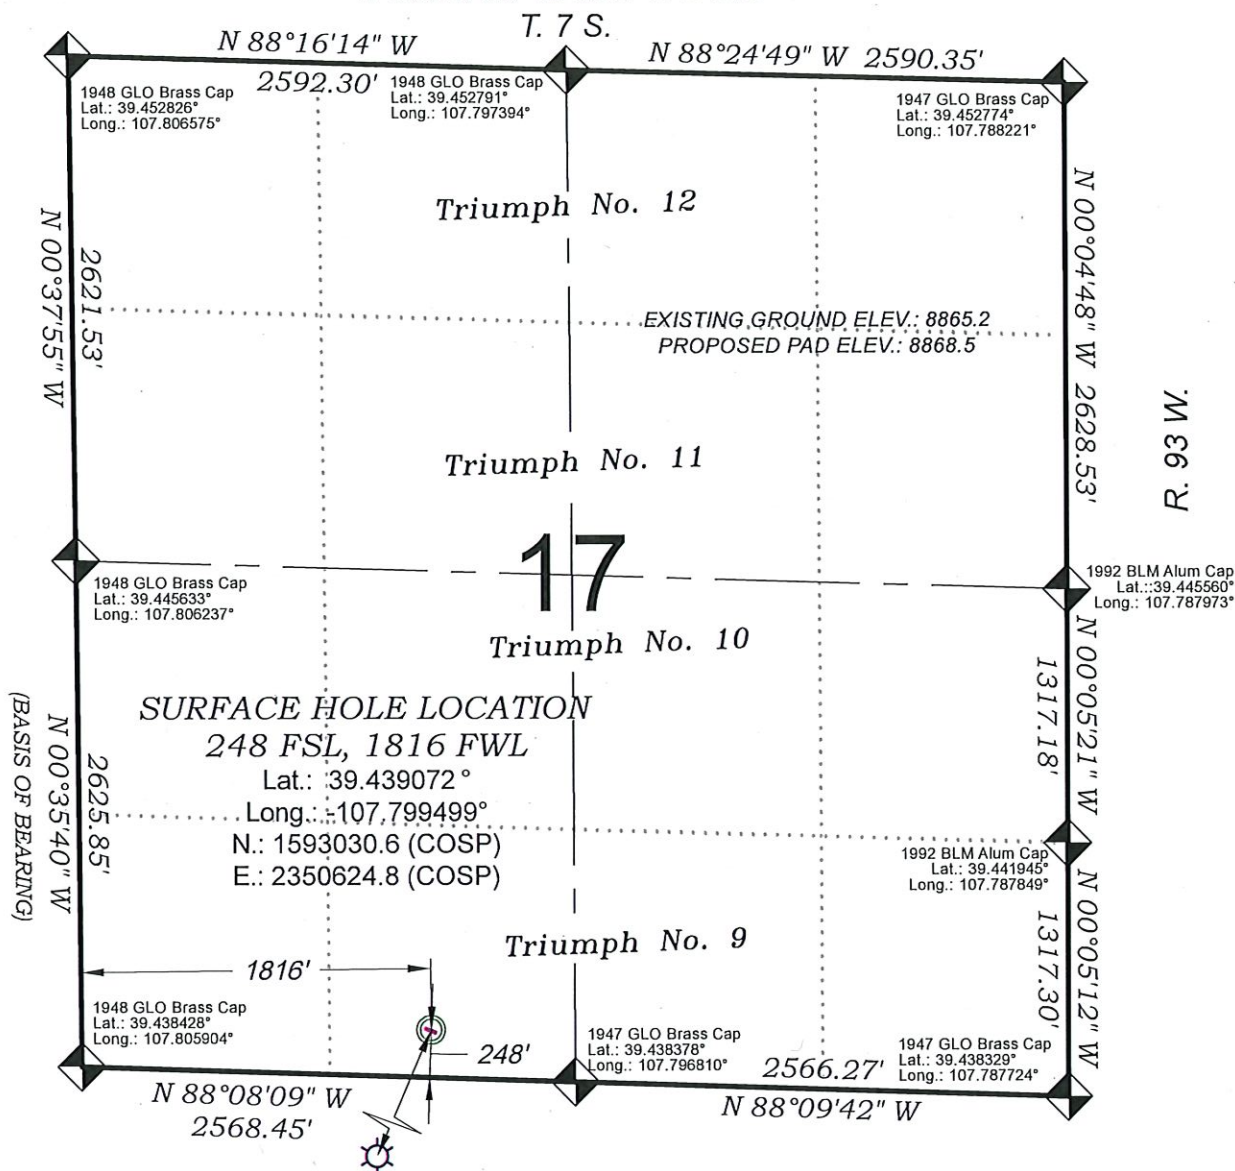 T. 7 S.
N 88°16'14" W
2592.30'
N 88°24'49" W 2590.35'
1948 GLO Brass Cap
Lat.: 39.452826°
Long.: 107.806575°
1948 GLO Brass Cap
Lat.: 39.452791°
Long.: 107.797394°
1947 GLO Brass Cap
Lat.: 39.452774°
Long.: 107.788221°
Triumph No. 12
N 00°37'55" W
2621.53'
N 00°04'48" W 2628.53'
EXISTING GROUND ELEV.: 8865.2
PROPOSED PAD ELEV.: 8868.5
R. 93 W.
Triumph No. 11
17
1948 GLO Brass Cap
Lat.: 39.445633°
Long.: 107.806237°
1992 BLM Alum Cap
Lat.::39.445560°
Long.: 107.787973°
Triumph No. 10
N 00°05'21" W
1317.18'
SURFACE HOLE LOCATION
248 FSL, 1816 FWL
Lat.: 39.439072°
Long.: -107.799499°
N.: 1593030.6 (COSP)
E.: 2350624.8 (COSP)
(BASIS OF BEARING)
N 00°35'40" W
2625.85'
1992 BLM Alum Cap
Lat.: 39.441945°
Long.: 107.787849°
N 00°05'12" W
1317.30'
Triumph No. 9
1816'
1948 GLO Brass Cap
Lat.: 39.438428°
Long.: 107.805904°
248'
1947 GLO Brass Cap
Lat.: 39.438378°
Long.: 107.796810°
1947 GLO Brass Cap
Lat.: 39.438329°
Long.: 107.787724°
N 88°08'09" W
2568.45'
2566.27'
N 88°09'42" W